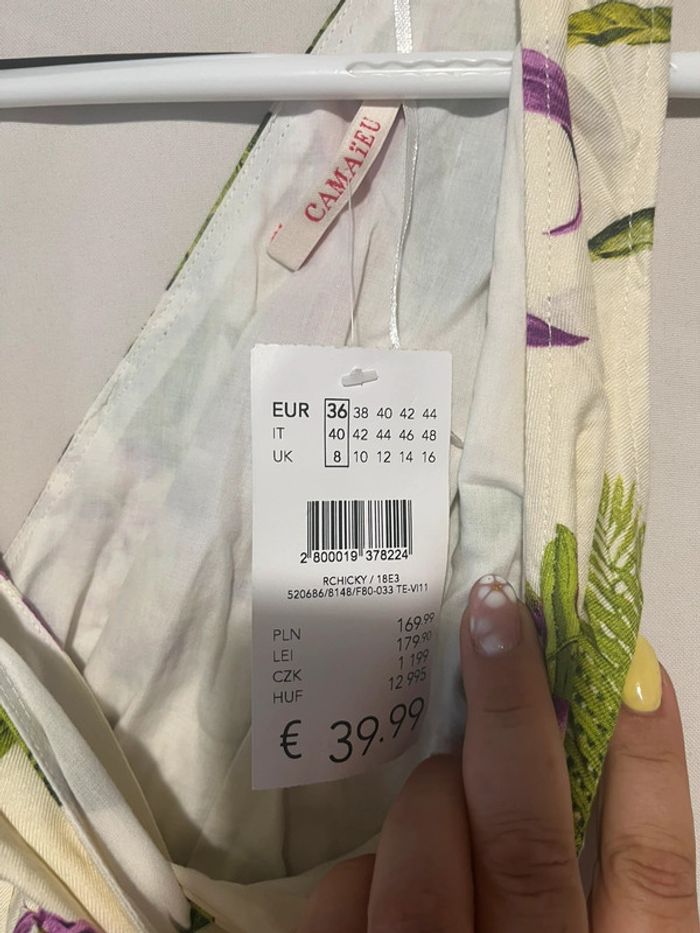 CAMAïEU
EUR 36 38 40 42 44
IT 40 42 44 46 48
UK 8 10 12 14 16
2 800019 378224
RCHICKY / 18E3
520686/8148/F80-033 TE-VI11
PLN 169.99
LEI 179.90
CZK 1 199
HUF 12 995
€ 39.99